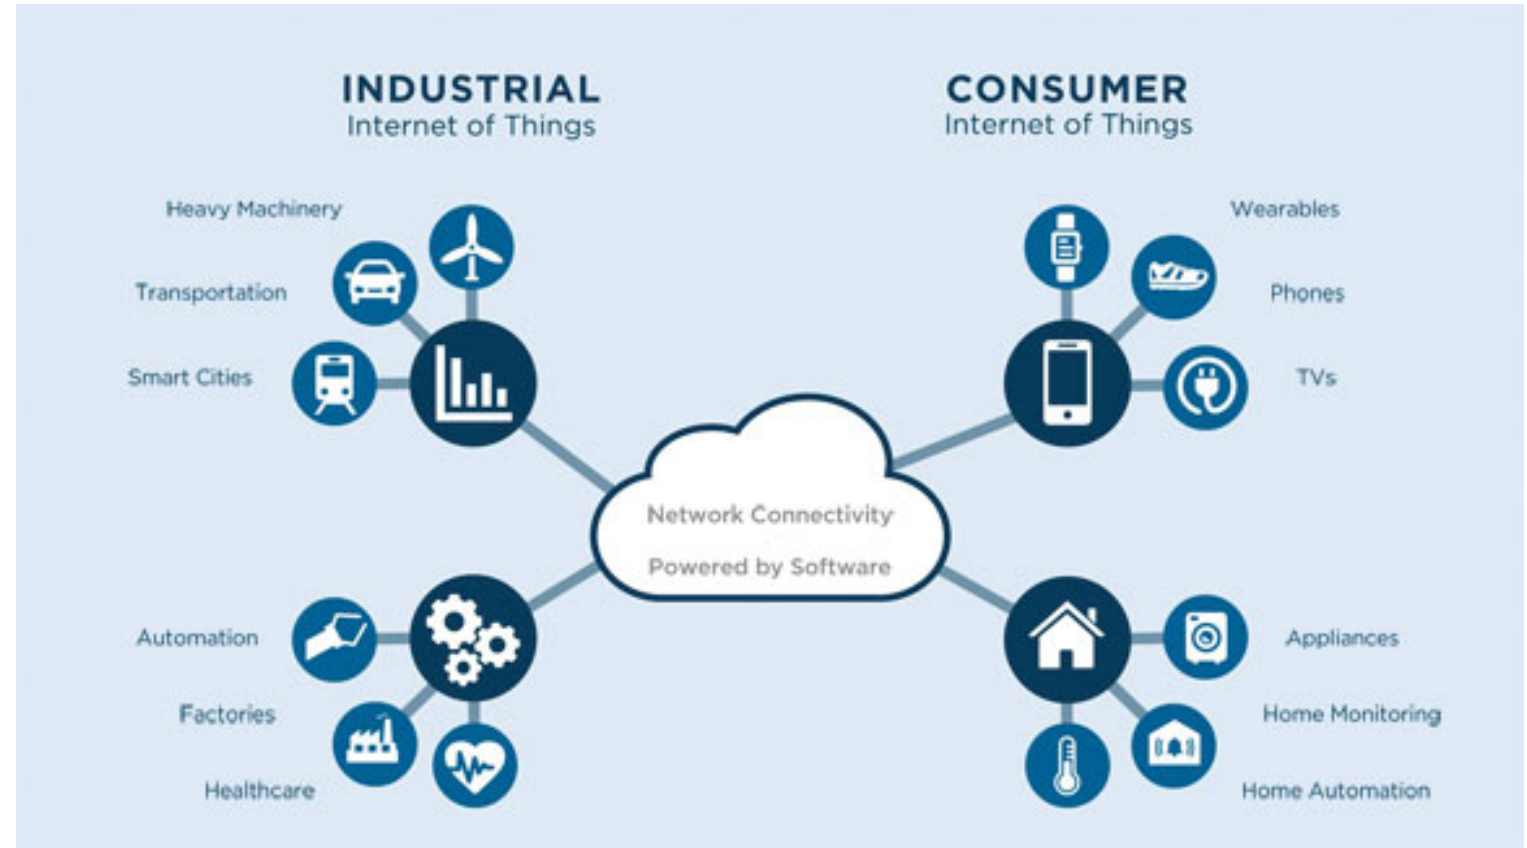 INDUSTRIAL
Internet of Things
CONSUMER
Internet of Things
Heavy Machinery
Transportation
Smart Cities
Wearables
Phones
TVs
Network Connectivity
Powered by Software
Automation
Factories
Healthcare
Appliances
Home Monitoring
Home Automation